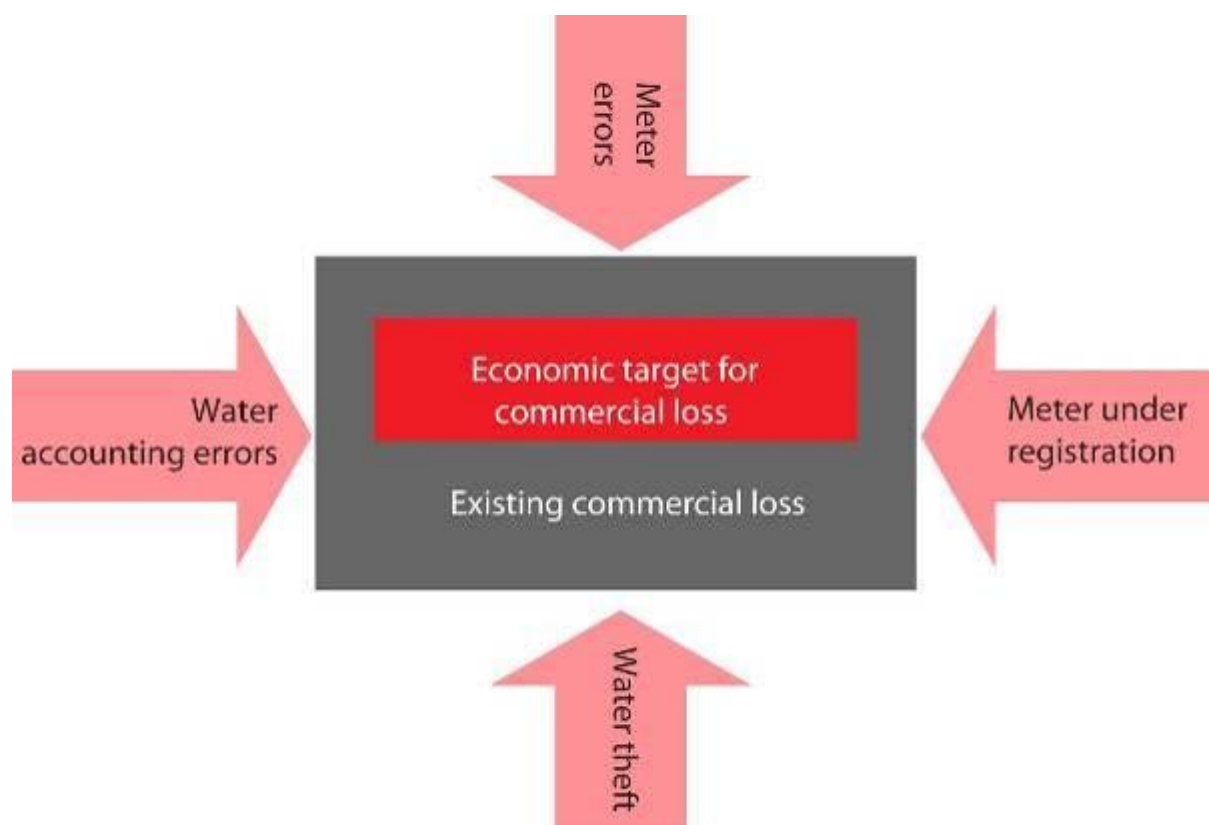 Meter
errors
Water
accounting errors
Economic target for
commercial loss
Existing commercial loss
Meter under
registration
Water theft